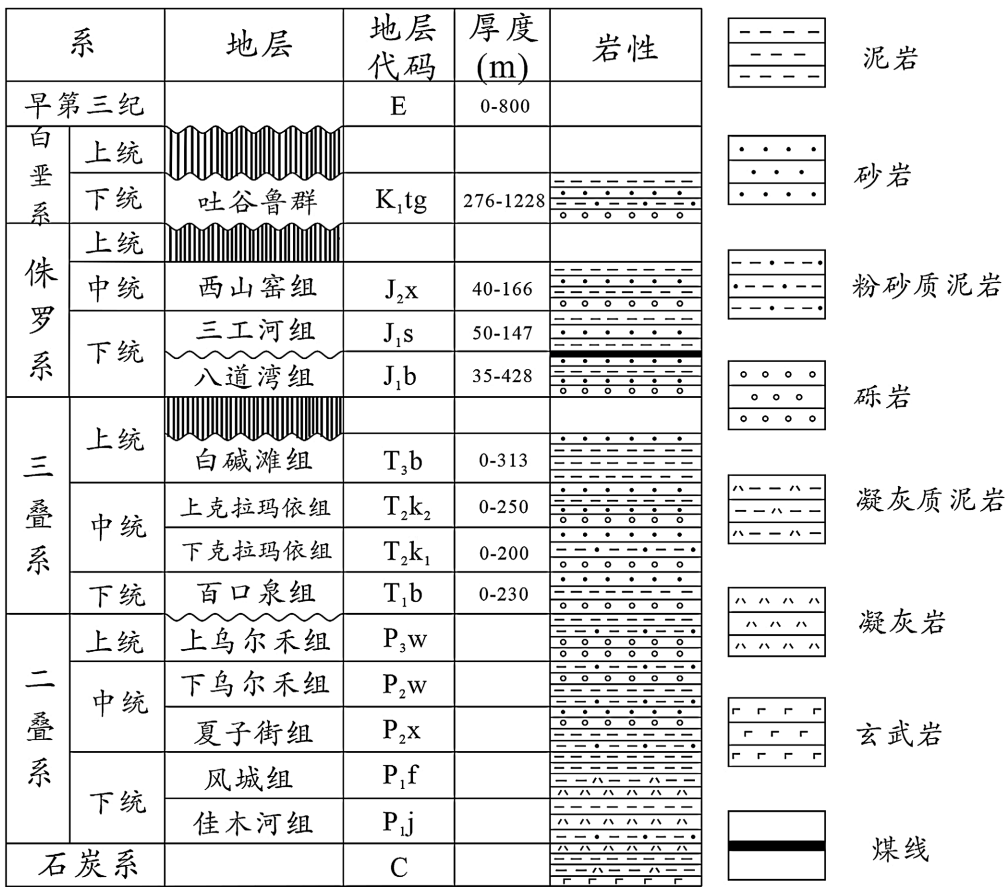 系 地层 地层代码 厚度(m) 岩性
早第三纪 E 0-800
白垩系 上统
下统 吐谷鲁群 K₁tg 276-1228
侏罗系 上统
中统 西山窑组 J₂x 40-166
下统 三工河组 J₁s 50-147
八道湾组 J₁b 35-428
三叠系 上统
白碱滩组 T₃b 0-313
中统 上克拉玛依组 T₂k₂ 0-250
下克拉玛依组 T₂k₁ 0-200
下统 百口泉组 T₁b 0-230
二叠系 上统 上乌尔禾组 P₃w
中统 下乌尔禾组 P₂w
夏子街组 P₂x
下统 风城组 P₁f
佳木河组 P₁j
石炭系 C
泥岩
砂岩
粉砂质泥岩
砾岩
凝灰质泥岩
凝灰岩
玄武岩
煤线